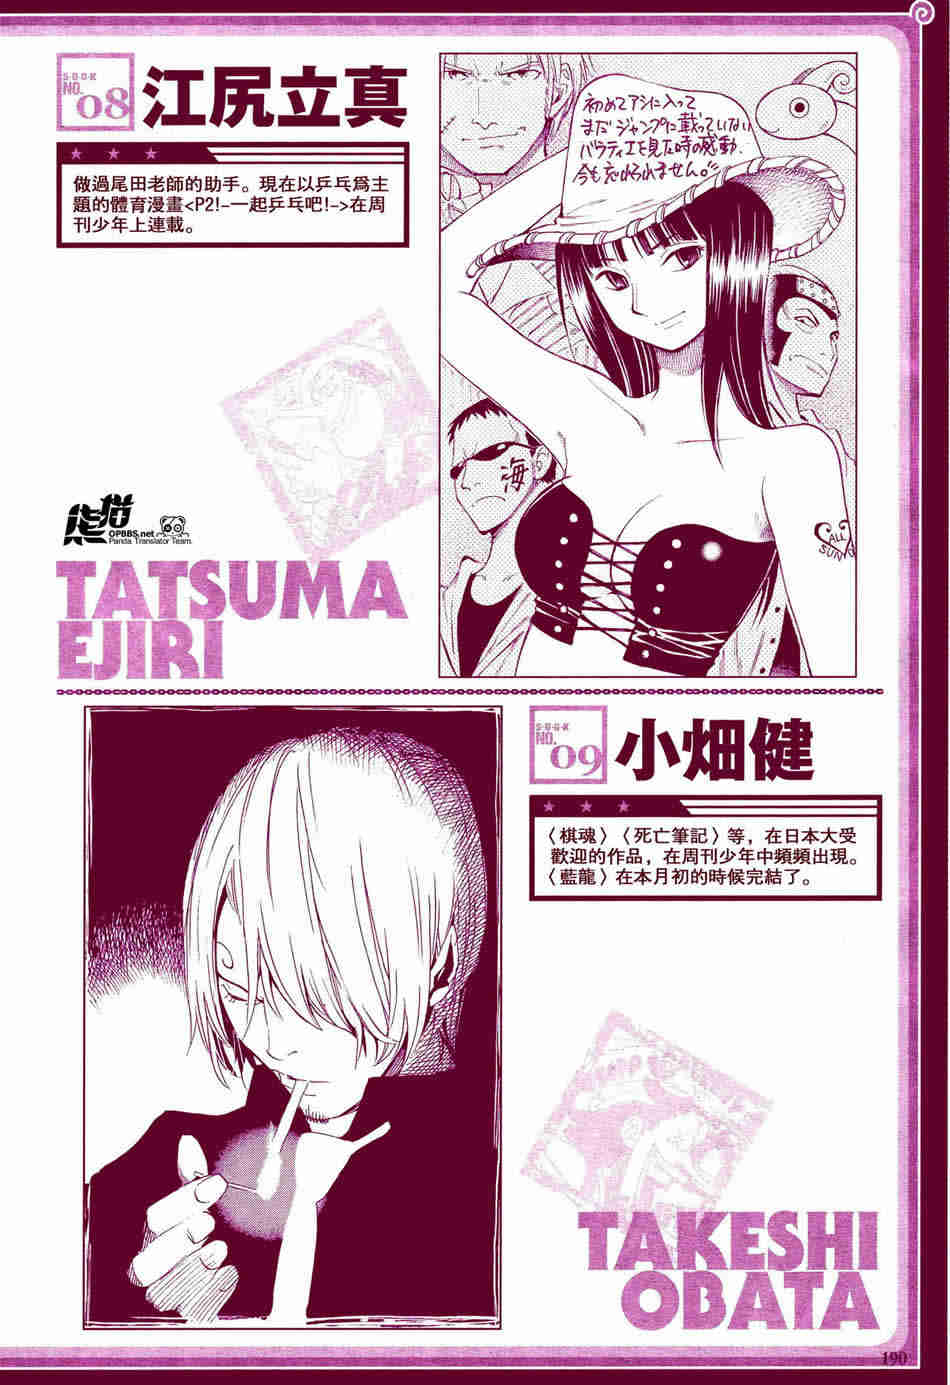 S·B·O·K
NO.
08
江尻立真
做過尾田老師的助手。現在以乒乓爲主
題的體育漫畫<P2!-一起乒乓吧!->在周
刊少年上連載。
初めてアシに入って
まだジャンプに載っていない
バラティエを見た時の感動、
今も忘れられません。
海
CALL
SUN
熊猫
OPBBS.net
Panda Translator Team.
TATSUMA
EJIRI
NO.
09
小畑健
〈棋魂〉〈死亡筆記〉等，在日本大受
歡迎的作品，在周刊少年中頻頻出現。
〈藍龍〉在本月初的時候完結了。
TAKESHI
OBATA
190